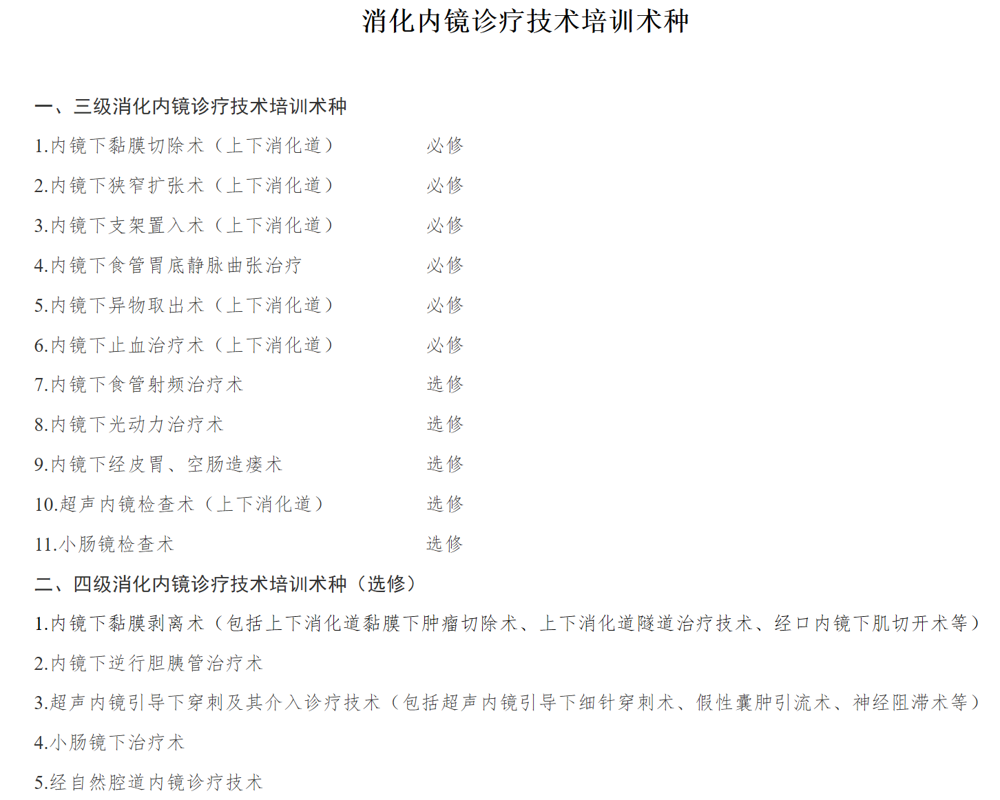 消化内镜诊疗技术培训术种
一、三级消化内镜诊疗技术培训术种
1.内镜下黏膜切除术（上下消化道） 必修
2.内镜下狭窄扩张术（上下消化道） 必修
3.内镜下支架置入术（上下消化道） 必修
4.内镜下食管胃底静脉曲张治疗 必修
5.内镜下异物取出术（上下消化道） 必修
6.内镜下止血治疗术（上下消化道） 必修
7.内镜下食管射频治疗术 选修
8.内镜下光动力治疗术 选修
9.内镜下经皮胃、空肠造瘘术 选修
10.超声内镜检查术（上下消化道） 选修
11.小肠镜检查术 选修
二、四级消化内镜诊疗技术培训术种（选修）
1.内镜下黏膜剥离术（包括上下消化道黏膜下肿瘤切除术、上下消化道隧道治疗技术、经口内镜下肌切开术等）
2.内镜下逆行胆胰管治疗术
3.超声内镜引导下穿刺及其介入诊疗技术（包括超声内镜引导下细针穿刺术、假性囊肿引流术、神经阻滞术等）
4.小肠镜下治疗术
5.经自然腔道内镜诊疗技术